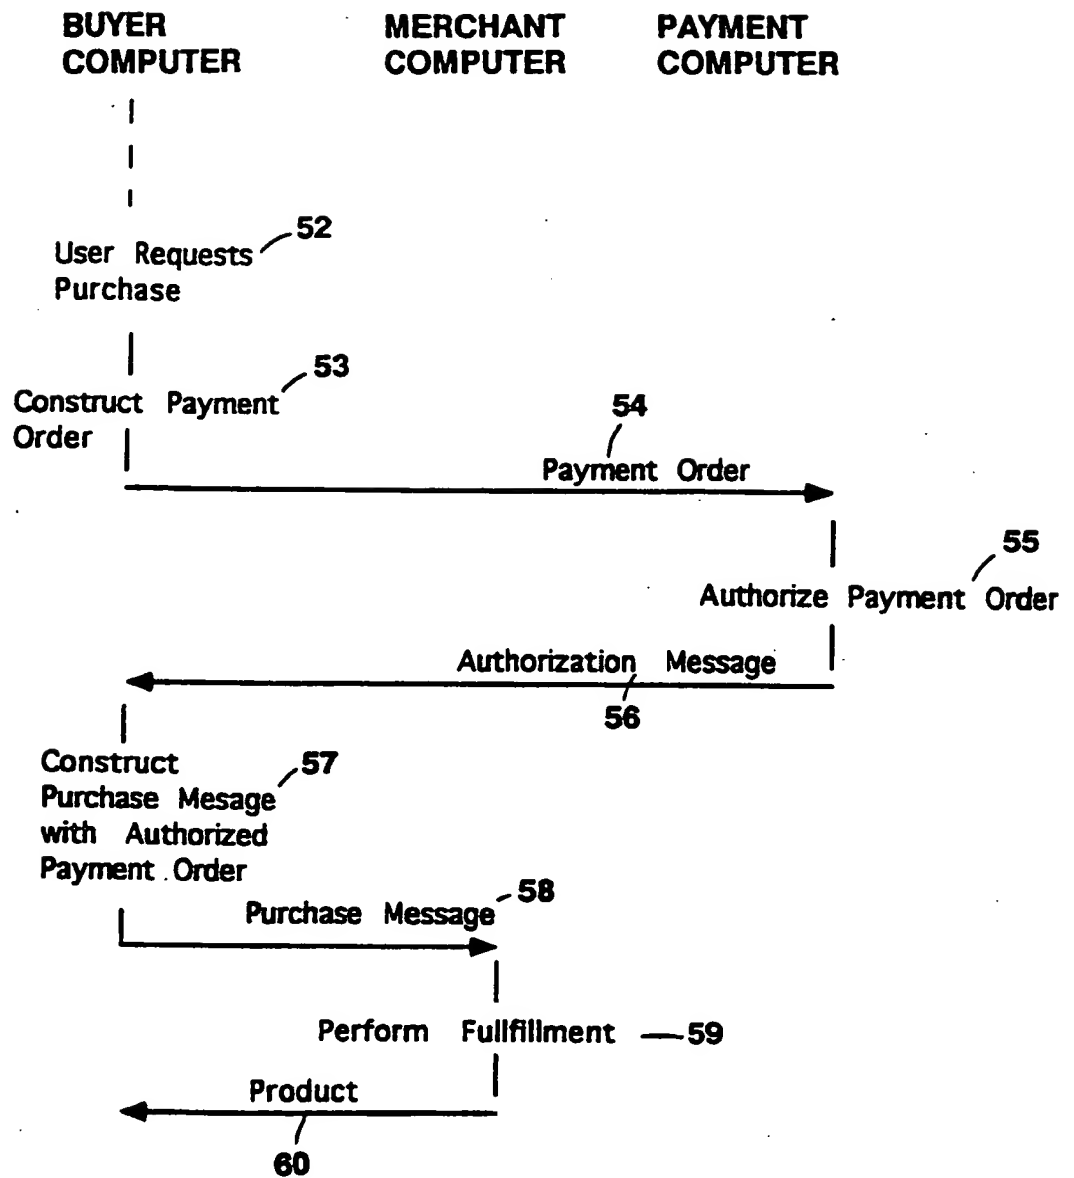 BUYER COMPUTER
MERCHANT COMPUTER
PAYMENT COMPUTER
52
User Requests
Purchase
53
Construct Payment
Order
54
Payment Order
55
Authorize Payment Order
Authorization Message
56
57
Construct
Purchase Mesage
with Authorized
Payment Order
58
Purchase Message
Perform Fullfillment 59
Product
60